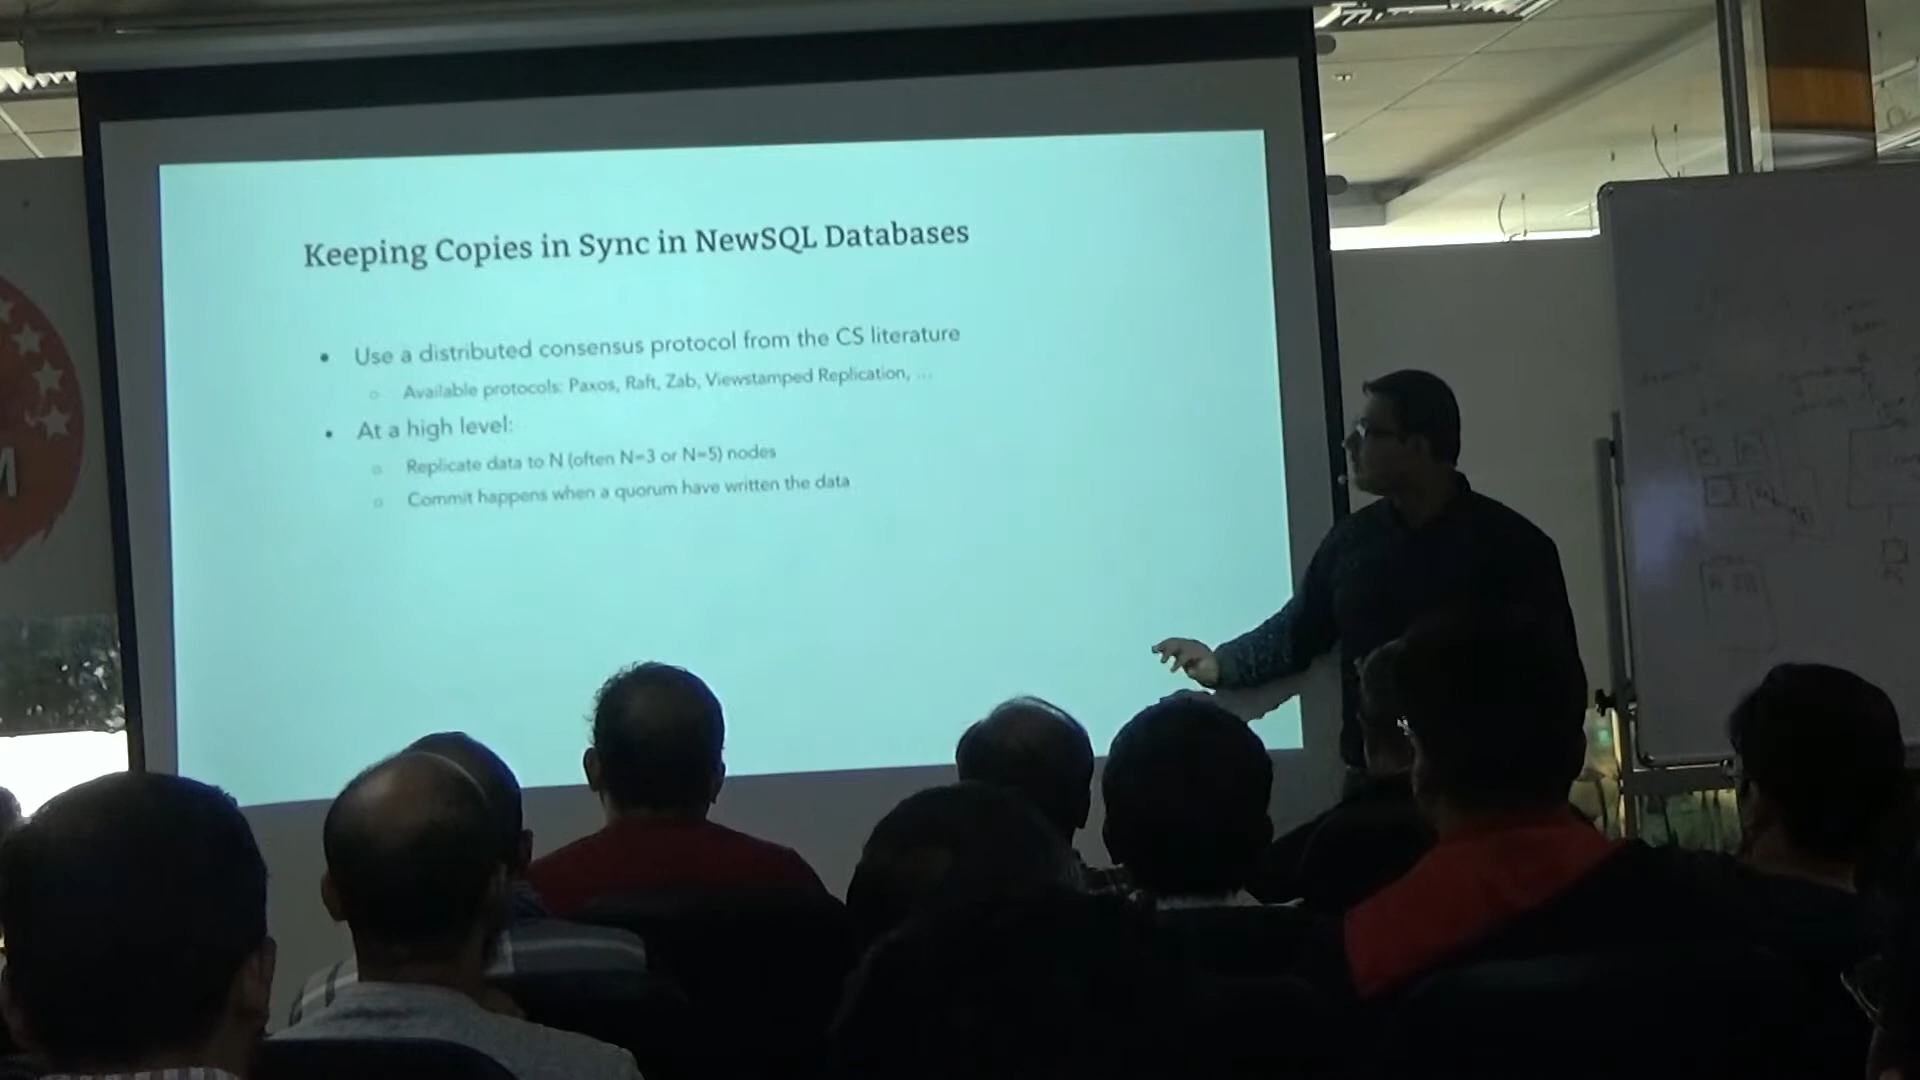 Keeping Copies in Sync in NewSQL Databases
• Use a distributed consensus protocol from the CS literature
○ Available protocols: Paxos, Raft, Zab, Viewstamped Replication, ...
• At a high level:
○ Replicate data to N (often N=3 or N=5) nodes
○ Commit happens when a quorum have written the data
M